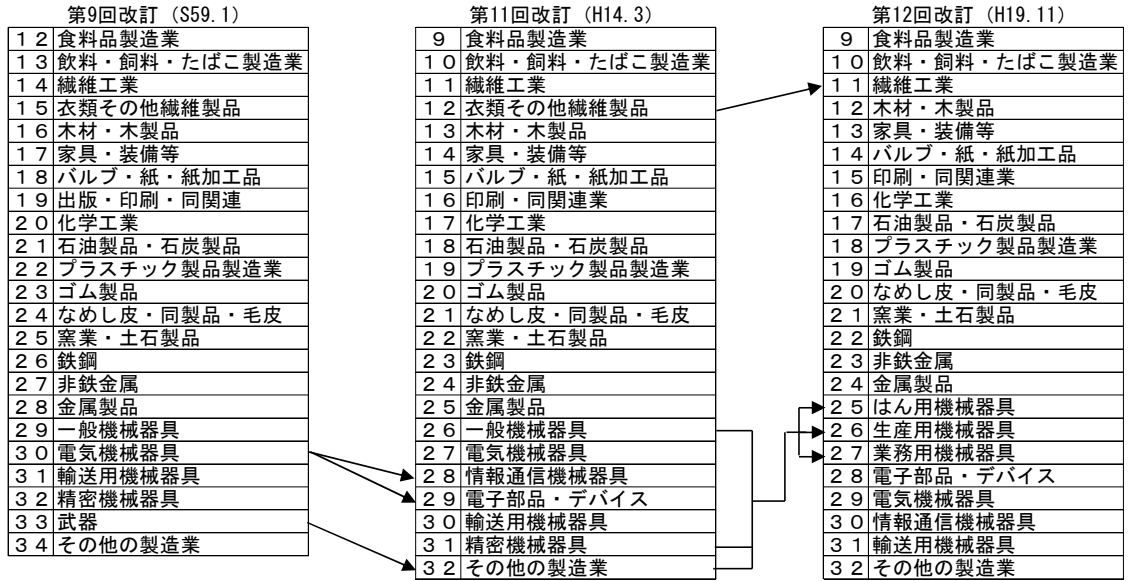 第9回改訂（S59.1）
１２ 食料品製造業
１３ 飲料・飼料・たばこ製造業
１４ 繊維工業
１５ 衣類その他繊維製品
１６ 木材・木製品
１７ 家具・装備等
１８ バルブ・紙・紙加工品
１９ 出版・印刷・同関連
２０ 化学工業
２１ 石油製品・石炭製品
２２ プラスチック製品製造業
２３ ゴム製品
２４ なめし皮・同製品・毛皮
２５ 窯業・土石製品
２６ 鉄鋼
２７ 非鉄金属
２８ 金属製品
２９ 一般機械器具
３０ 電気機械器具
３１ 輸送用機械器具
３２ 精密機械器具
３３ 武器
３４ その他の製造業
第11回改訂（H14.3）
９ 食料品製造業
１０ 飲料・飼料・たばこ製造業
１１ 繊維工業
１２ 衣類その他繊維製品
１３ 木材・木製品
１４ 家具・装備等
１５ バルブ・紙・紙加工品
１６ 印刷・同関連業
１７ 化学工業
１８ 石油製品・石炭製品
１９ プラスチック製品製造業
２０ ゴム製品
２１ なめし皮・同製品・毛皮
２２ 窯業・土石製品
２３ 鉄鋼
２４ 非鉄金属
２５ 金属製品
２６ 一般機械器具
２７ 電気機械器具
２８ 情報通信機械器具
２９ 電子部品・デバイス
３０ 輸送用機械器具
３１ 精密機械器具
３２ その他の製造業
第12回改訂（H19.11）
９ 食料品製造業
１０ 飲料・飼料・たばこ製造業
１１ 繊維工業
１２ 木材・木製品
１３ 家具・装備等
１４ バルブ・紙・紙加工品
１５ 印刷・同関連業
１６ 化学工業
１７ 石油製品・石炭製品
１８ プラスチック製品製造業
１９ ゴム製品
２０ なめし皮・同製品・毛皮
２１ 窯業・土石製品
２２ 鉄鋼
２３ 非鉄金属
２４ 金属製品
２５ はん用機械器具
２６ 生産用機械器具
２７ 業務用機械器具
２８ 電子部品・デバイス
２９ 電気機械器具
３０ 情報通信機械器具
３１ 輸送用機械器具
３２ その他の製造業